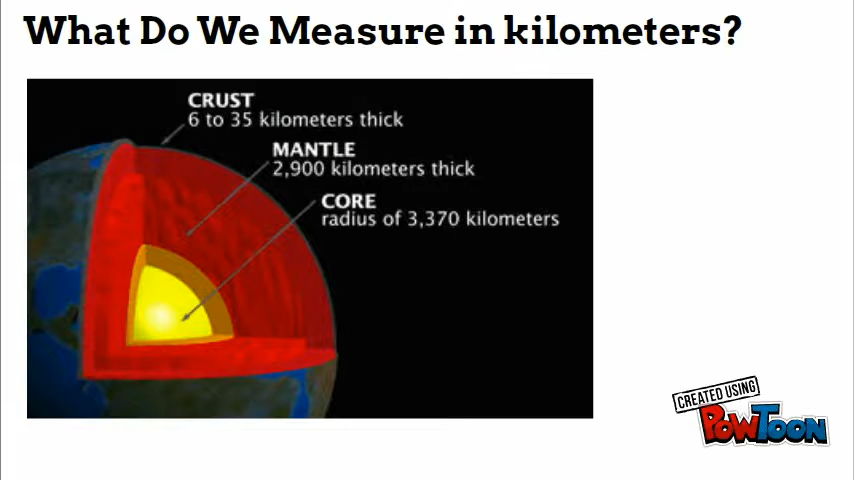 What Do We Measure in kilometers?
CRUST
6 to 35 kilometers thick
MANTLE
2,900 kilometers thick
CORE
radius of 3,370 kilometers
CREATED USING
POWTOON